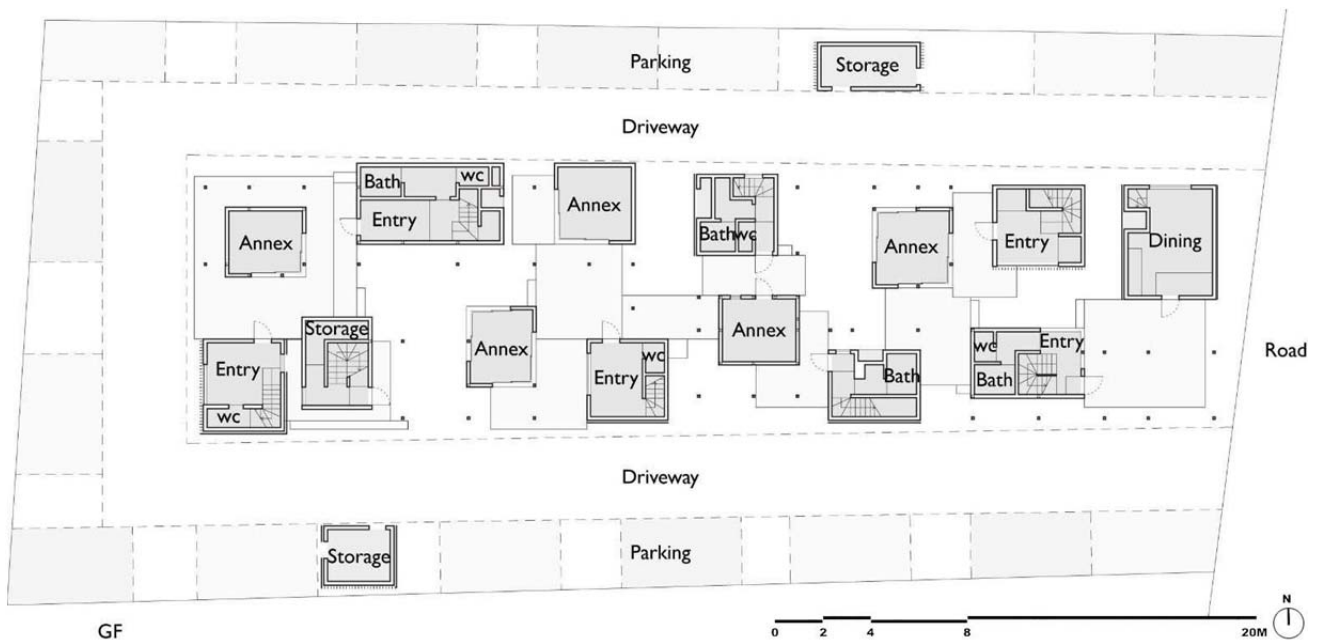 Parking
Storage
Driveway
Bath
wc
Entry
Annex
Annex
Bath
wc
Annex
Entry
Dining
Storage
Entry
wc
Annex
Entry
wc
Annex
Bath
wc
Entry
Bath
Road
Driveway
Storage
Parking
GF
0 2 4 8 20M
N